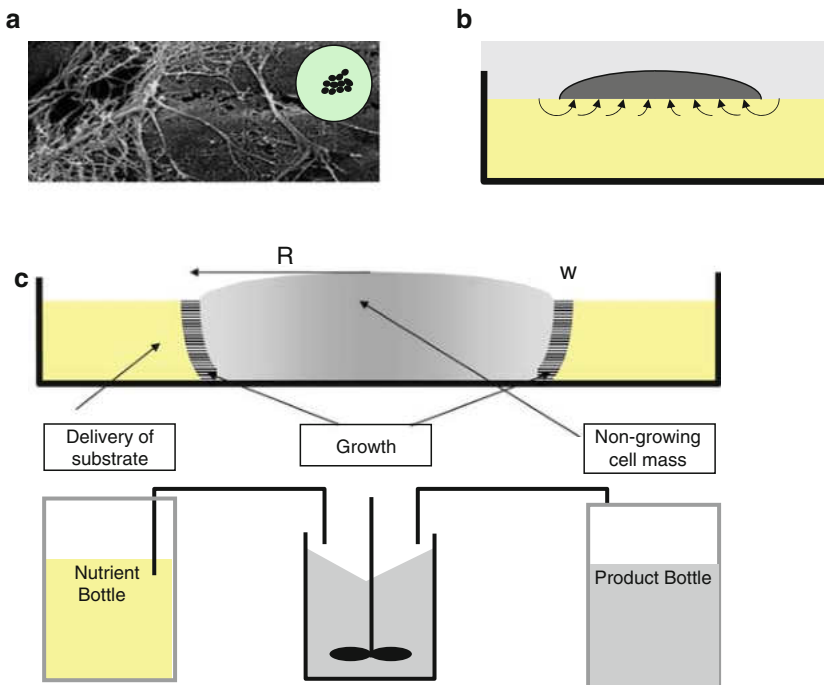 a
b
c
R
w
Delivery of
substrate
Growth
Non-growing
cell mass
Nutrient
Bottle
Product Bottle